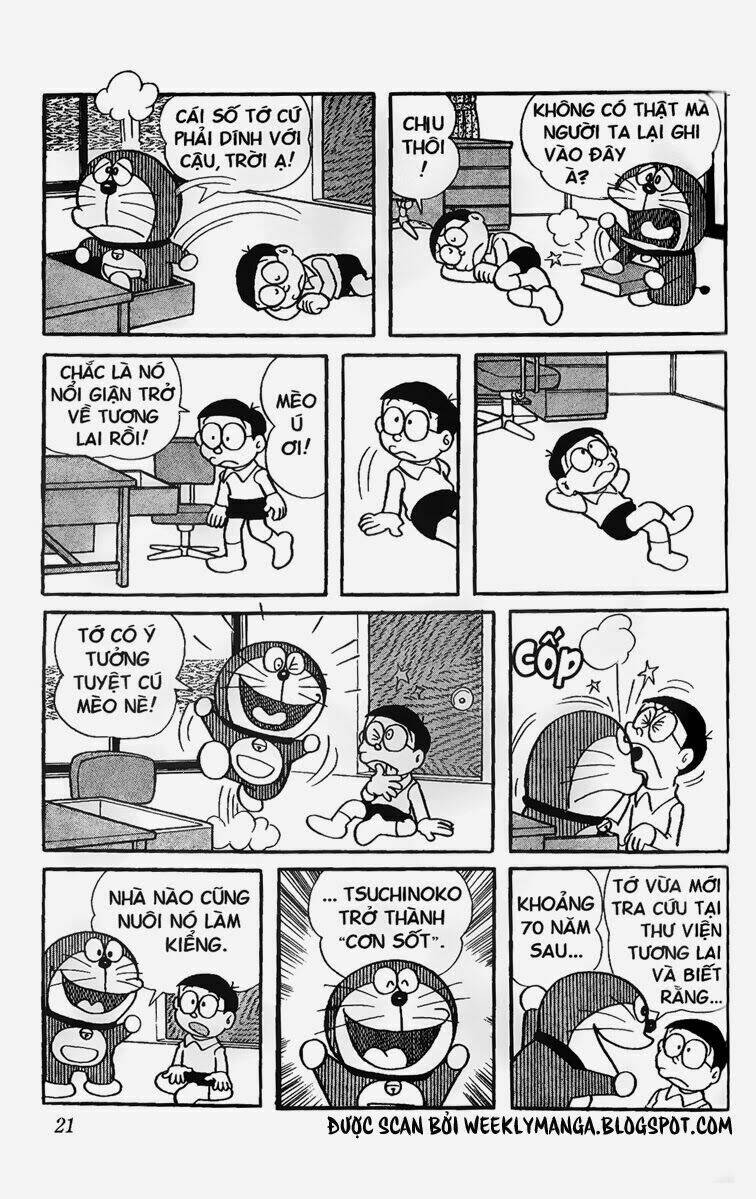 KHÔNG CÓ THẬT MÀ
NGƯỜI TA LẠI GHI
VÀO ĐÂY
À?
CHỊU
THÔI
!
CÁI SỐ TỚ CỨ
PHẢI DÍNH VỚI
CẬU, TRỜI Ạ!
MÈO
Ú
ƠI!
CHẮC LÀ NÓ
NỔI GIẬN TRỞ
VỀ TƯƠNG
LAI RỒI!
CỐP
TỚ CÓ Ý
TƯỞNG
TUYỆT CÚ
MÈO NÈ!
TỚ VỪA MỚI
TRA CỨU TẠI
THƯ VIỆN
TƯƠNG LAI
VÀ BIẾT
RẰNG...
KHOẢNG
70 NĂM
SAU...
... TSUCHINOKO
TRỞ THÀNH
“CƠN SỐT”.
NHÀ NÀO CŨNG
NUÔI NÓ LÀM
KIỂNG.
21
ĐƯỢC SCAN BỞI WEEKLYMANGA.BLOGSPOT.COM